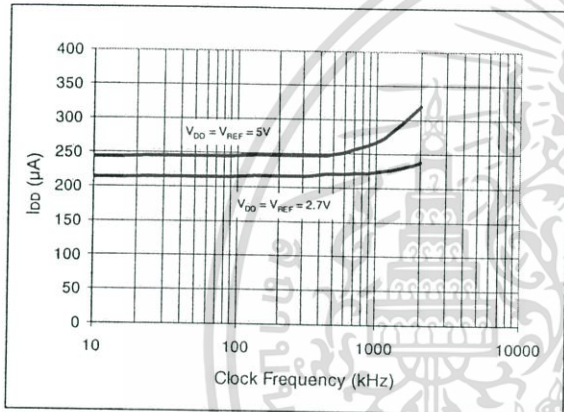 400
350
300
250
200
150
100
50
0
IDD (µA)
VDD = VREF = 5V
VDD = VREF = 2.7V
10 100 1000 10000
Clock Frequency (kHz)